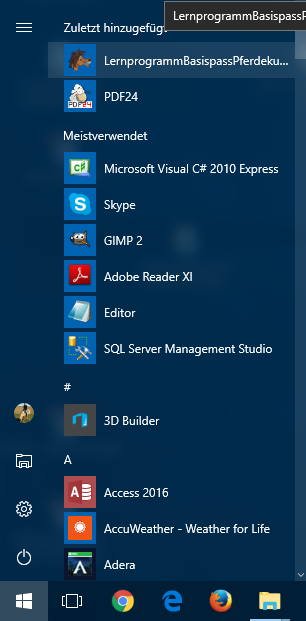 Zuletzt hinzugefügt
LernprogrammBasispassP
LernprogrammBasispassPferdeku...
PDF24
PDF24
Meistverwendet
C#
Microsoft Visual C# 2010 Express
Skype
GIMP 2
Adobe Reader XI
Editor
SQL Server Management Studio
#
3D Builder
A
Access 2016
AccuWeather - Weather for Life
Adera